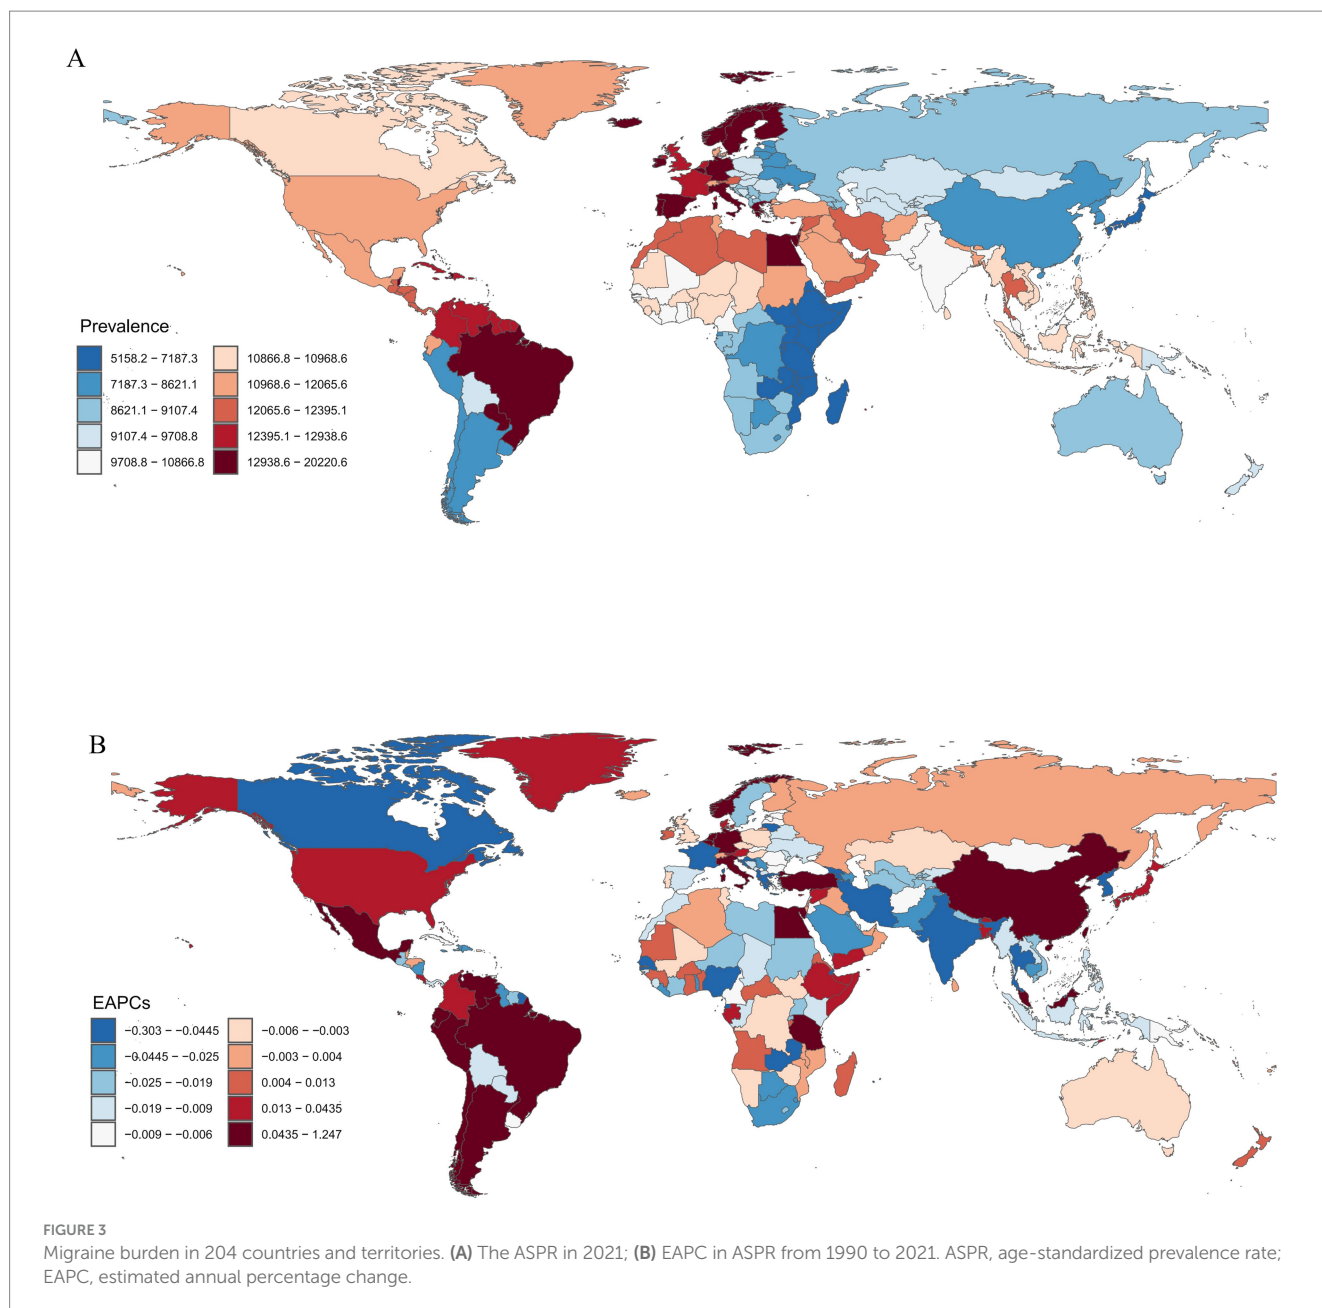 A
Prevalence
5158.2 – 7187.3
7187.3 – 8621.1
8621.1 – 9107.4
9107.4 – 9708.8
9708.8 – 10866.8
10866.8 – 10968.6
10968.6 – 12065.6
12065.6 – 12395.1
12395.1 – 12938.6
12938.6 – 20220.6
B
EAPCs
−0.303 – −0.0445
−0.0445 – −0.025
−0.025 – −0.019
−0.019 – −0.009
−0.009 – −0.006
−0.006 – −0.003
−0.003 – 0.004
0.004 – 0.013
0.013 – 0.0435
0.0435 – 1.247
FIGURE 3
Migraine burden in 204 countries and territories. (A) The ASPR in 2021; (B) EAPC in ASPR from 1990 to 2021. ASPR, age-standardized prevalence rate;
EAPC, estimated annual percentage change.